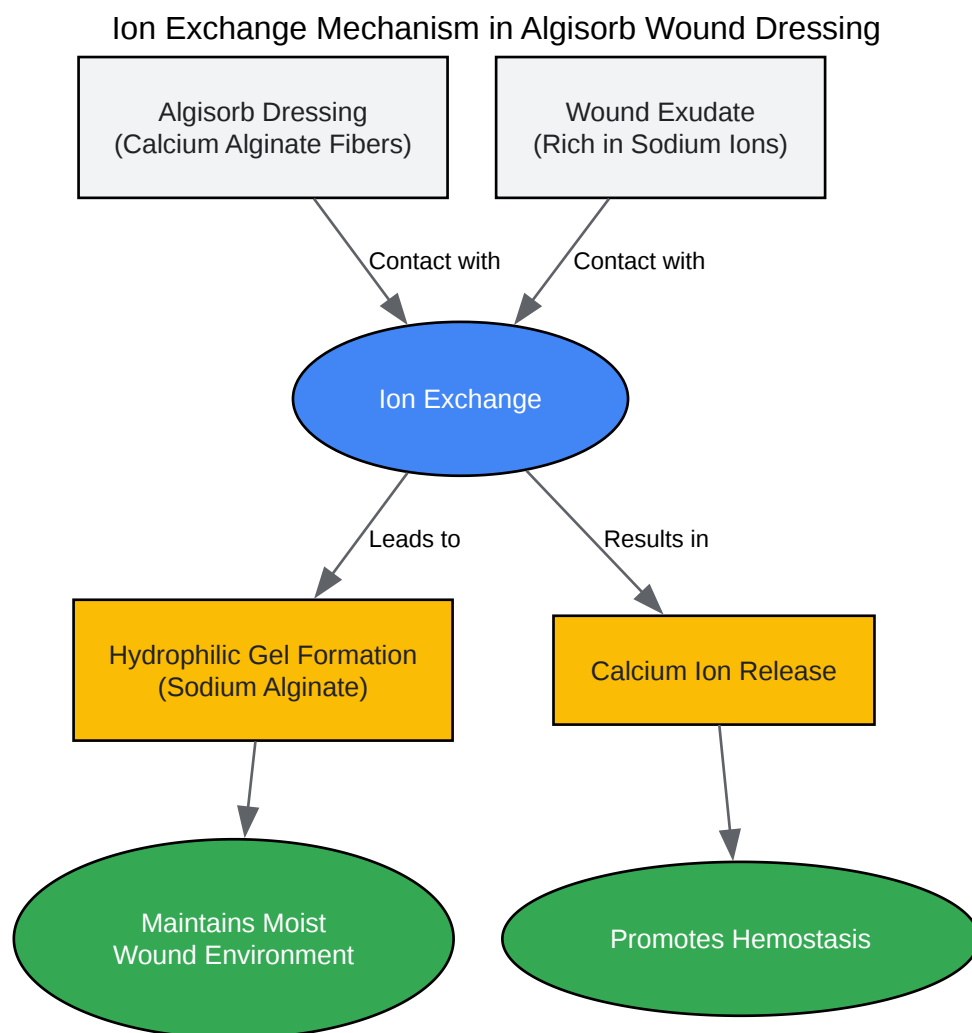 Ion Exchange Mechanism in Algisorb Wound Dressing
Algisorb Dressing
(Calcium Alginate Fibers)
Wound Exudate
(Rich in Sodium Ions)
Contact with
Contact with
Ion Exchange
Leads to
Results in
Hydrophilic Gel Formation
(Sodium Alginate)
Calcium Ion Release
Maintains Moist
Wound Environment
Promotes Hemostasis